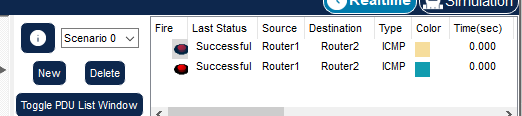 Realtime Simulation
Scenario 0
New Delete
Toggle PDU List Window
Fire Last Status Source Destination Type Color Time(sec)
Successful Router1 Router2 ICMP 0.000
Successful Router1 Router2 ICMP 0.000